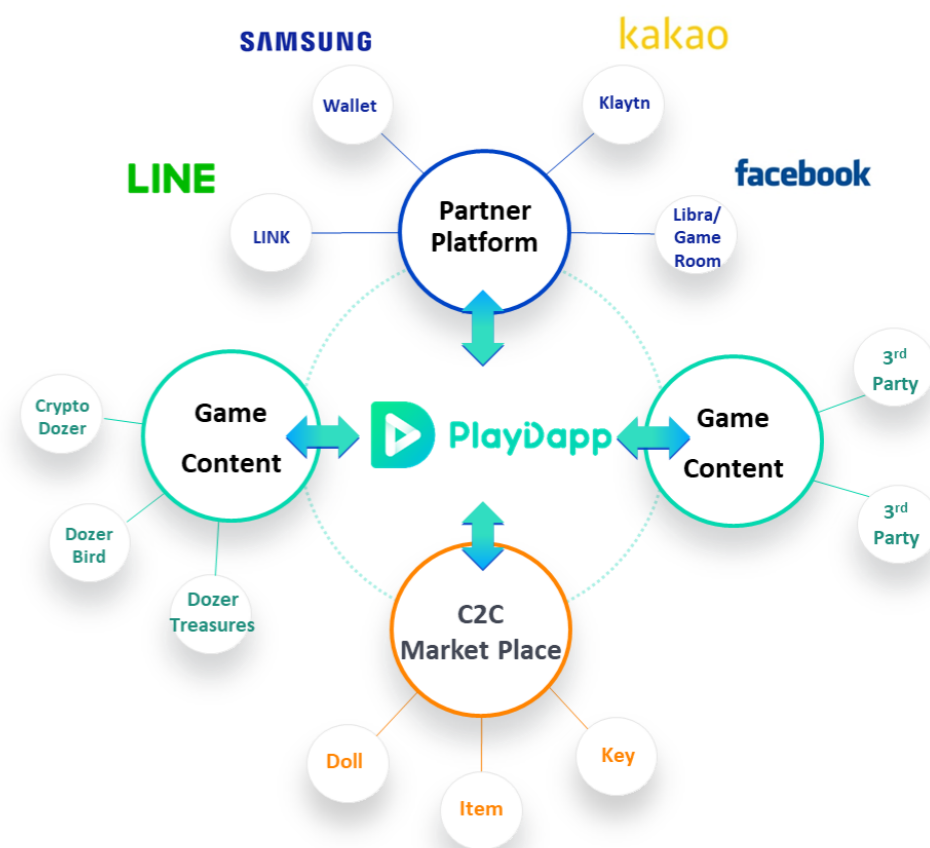 SAMSUNG
kakao
Wallet
Klaytn
LINE
facebook
Partner
Platform
LINK
Libra/
Game
Room
Game
Content
PlayDapp
Game
Content
3rd
Party
3rd
Party
Crypto
Dozer
Dozer
Bird
Dozer
Treasures
C2C
Market Place
Doll
Item
Key